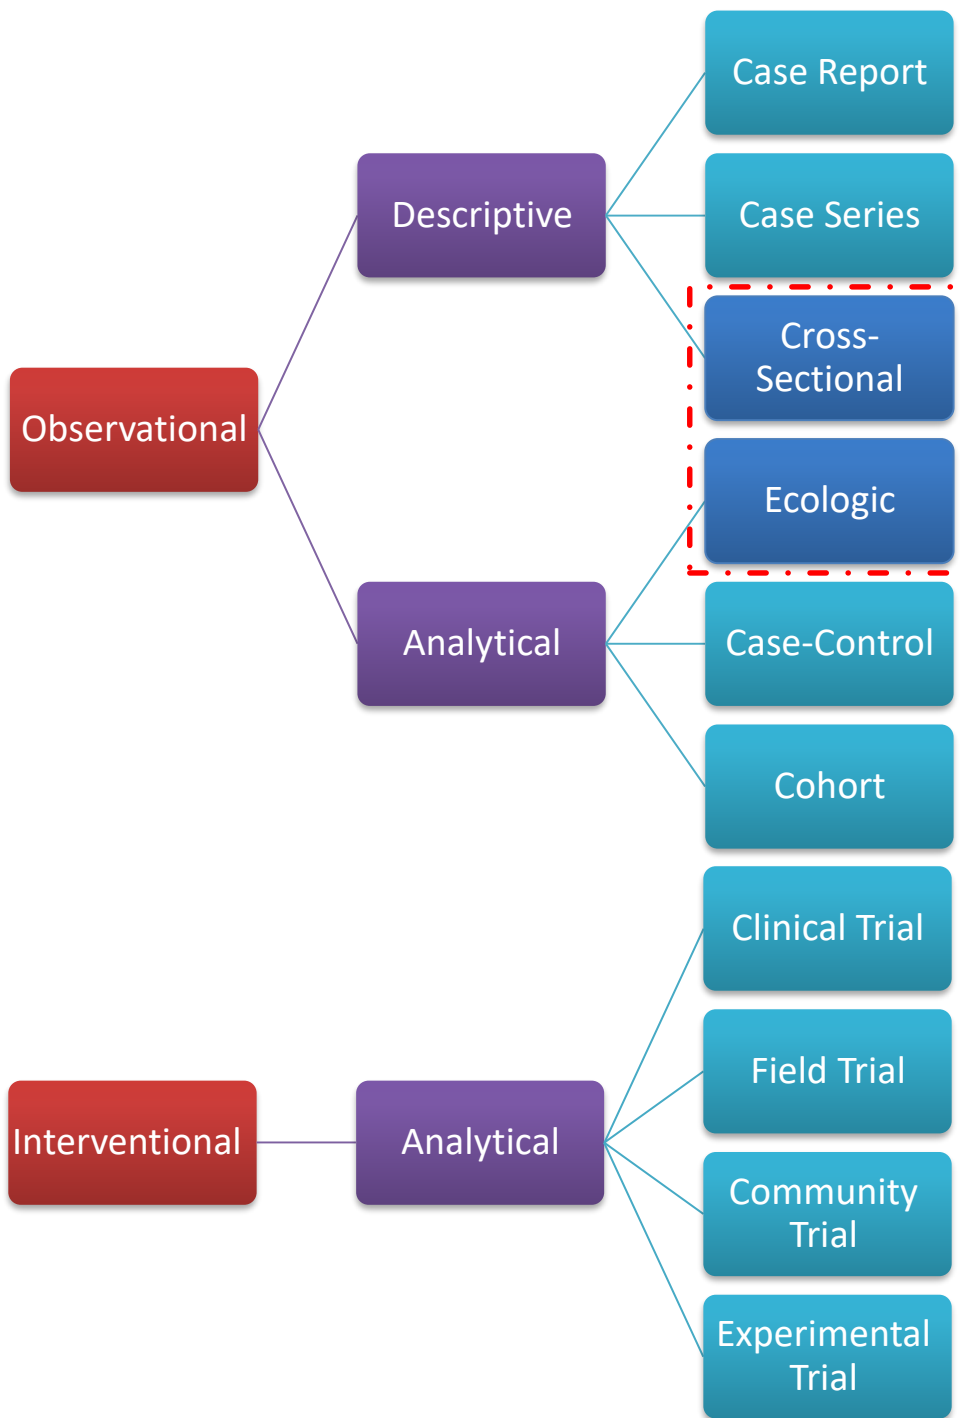 Observational
Descriptive
Case Report
Case Series
Cross-
Sectional
Analytical
Ecologic
Case-Control
Cohort
Interventional
Analytical
Clinical Trial
Field Trial
Community
Trial
Experimental
Trial